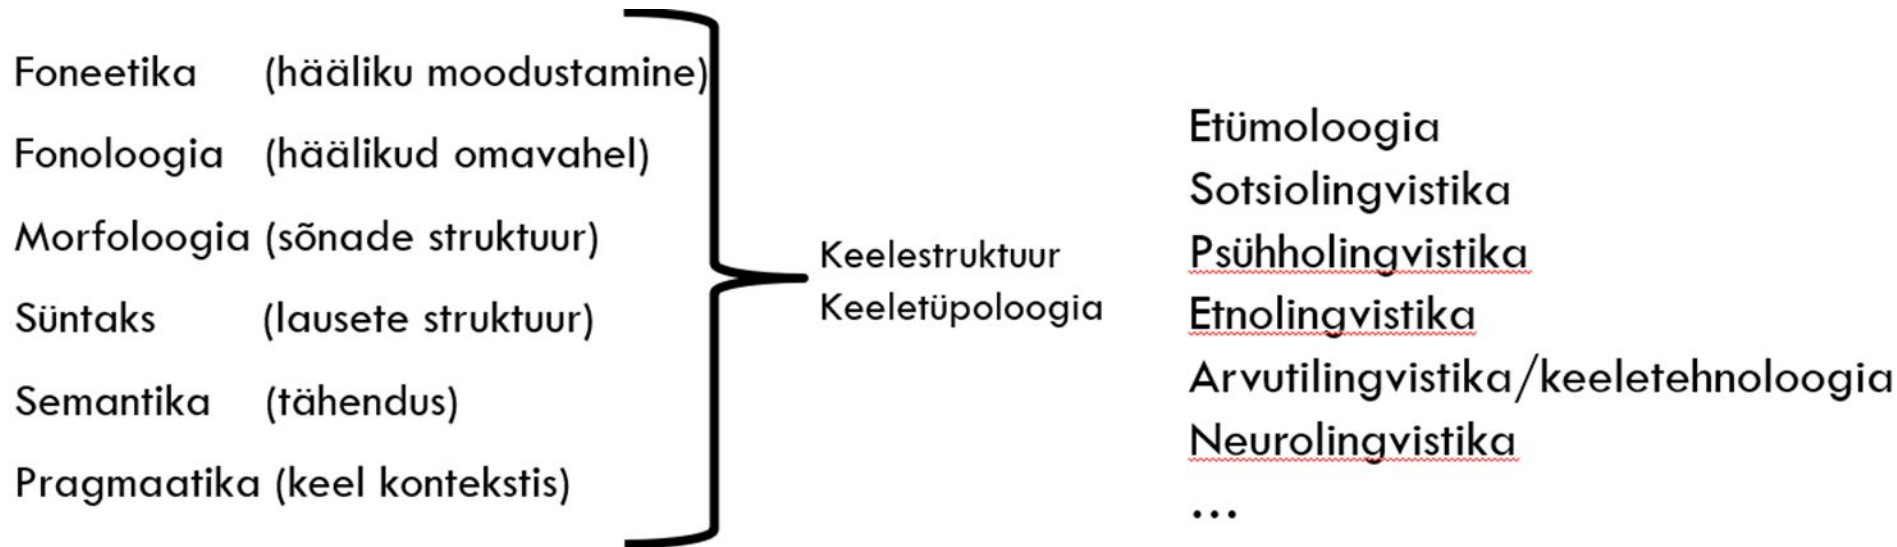 Foneetika (hääliku moodustamine)
Fonoloogia (häälikud omavahel)
Morfoloogia (sõnade struktuur)
Süntaks (lausete struktuur)
Semantika (tähendus)
Pragmaatika (keel kontekstis)
Keelestruktuur
Keeletüpoloogia
Etümoloogia
Sotsiolingvistika
Psühholingvistika
Etnolingvistika
Arvutilingvistika/keeletehnoloogia
Neurolingvistika
...